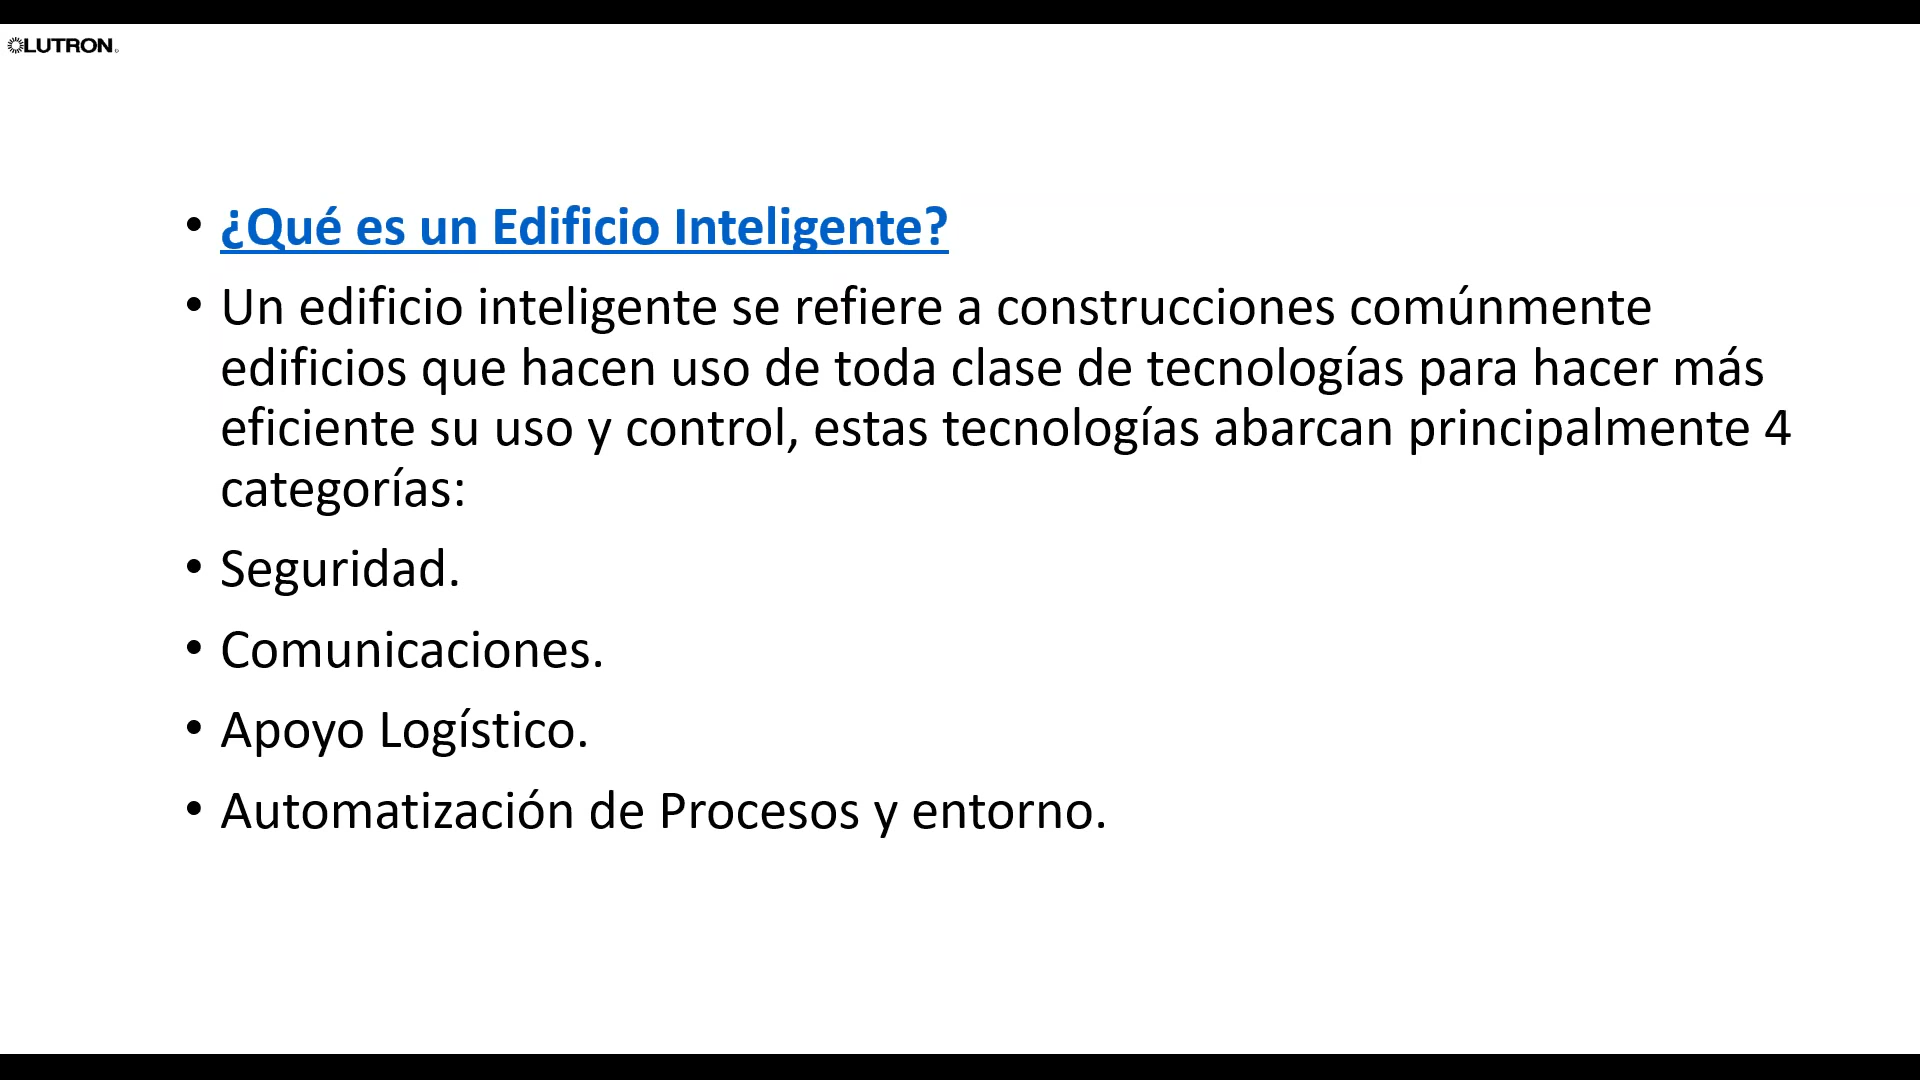 LUTRON
• ¿Qué es un Edificio Inteligente?
• Un edificio inteligente se refiere a construcciones comúnmente
edificios que hacen uso de toda clase de tecnologías para hacer más
eficiente su uso y control, estas tecnologías abarcan principalmente 4
categorías:
• Seguridad.
• Comunicaciones.
• Apoyo Logístico.
• Automatización de Procesos y entorno.